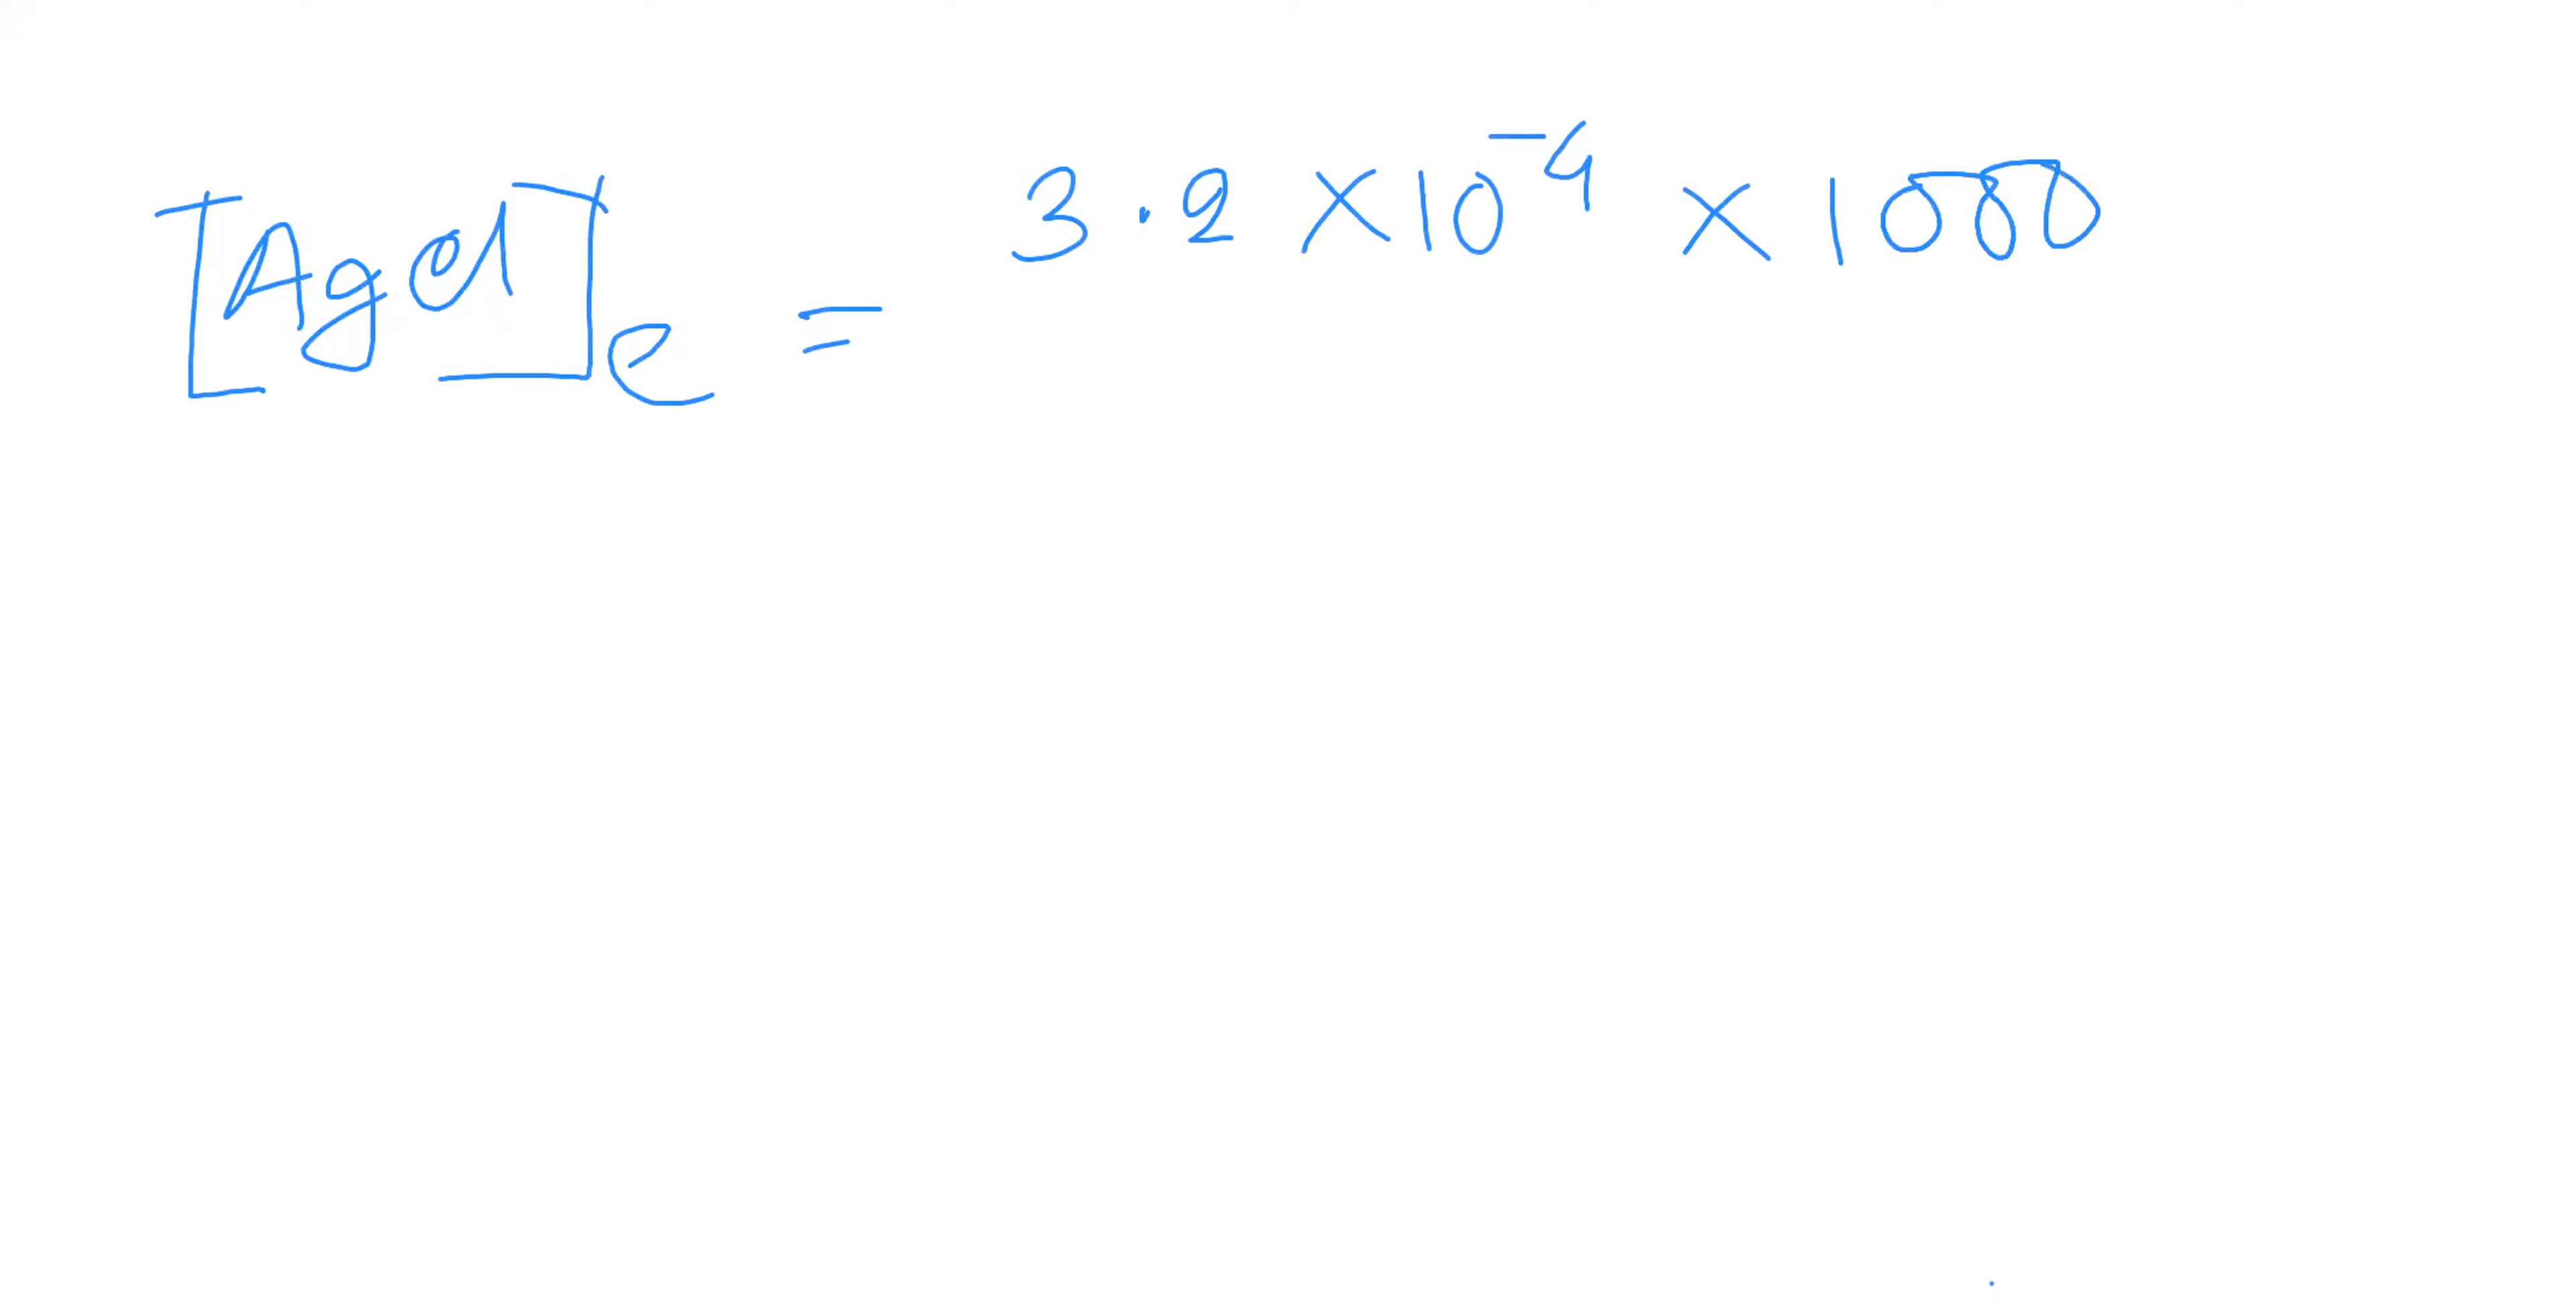 [AgCl]e = 3.2 × 10⁻⁴ × 1000